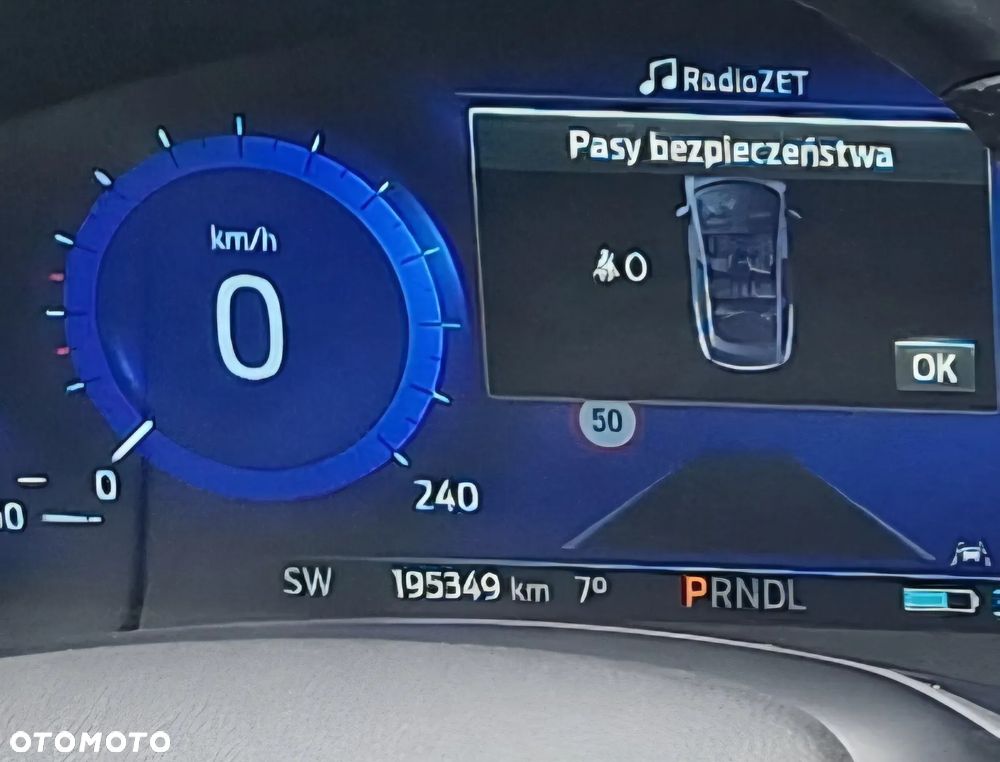 RadioZET
Pasy bezpieczeństwa
km/h
0
0
OK
50
0
240
SW 195349 km 7° PRNDL
OTOMOTO